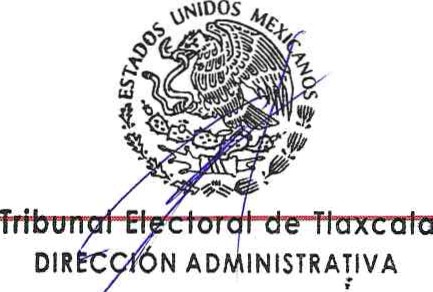 ESTADOS UNIDOS MEXICANOS
Tribunal Electoral de Tlaxcala
DIRECCIÓN ADMINISTRATIVA